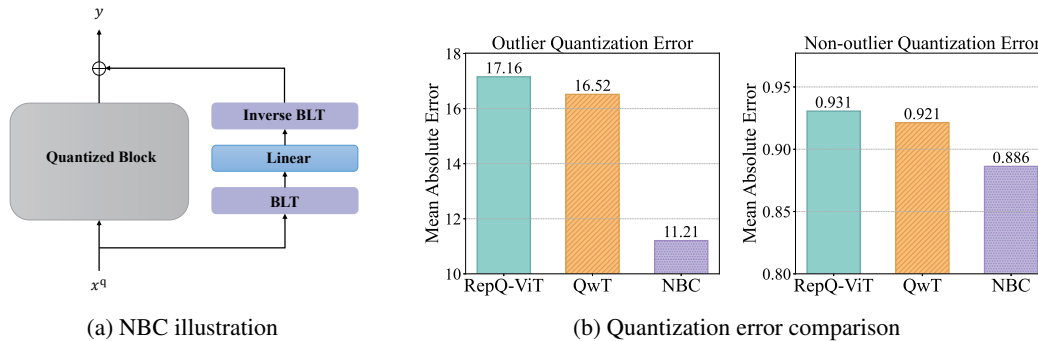 y
Quantized Block
Inverse BLT
Linear
BLT
x^q
(a) NBC illustration
Outlier Quantization Error
Mean Absolute Error
18
16
14
12
10
17.16
16.52
11.21
RepQ-ViT
QwT
NBC
Non-outlier Quantization Error
Mean Absolute Error
0.95
0.90
0.85
0.80
0.931
0.921
0.886
RepQ-ViT
QwT
NBC
(b) Quantization error comparison